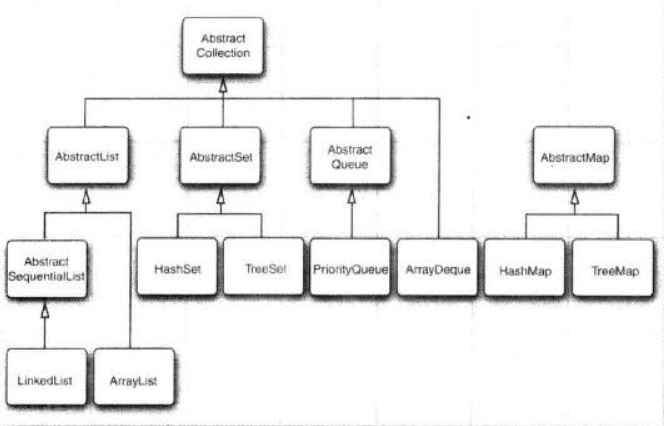 Abstract
Collection
AbstractList
AbstractSet
Abstract
Queue
AbstractMap
Abstract
SequentialList
HashSet
TreeSet
PriorityQueue
ArrayDeque
HashMap
TreeMap
LinkedList
ArrayList